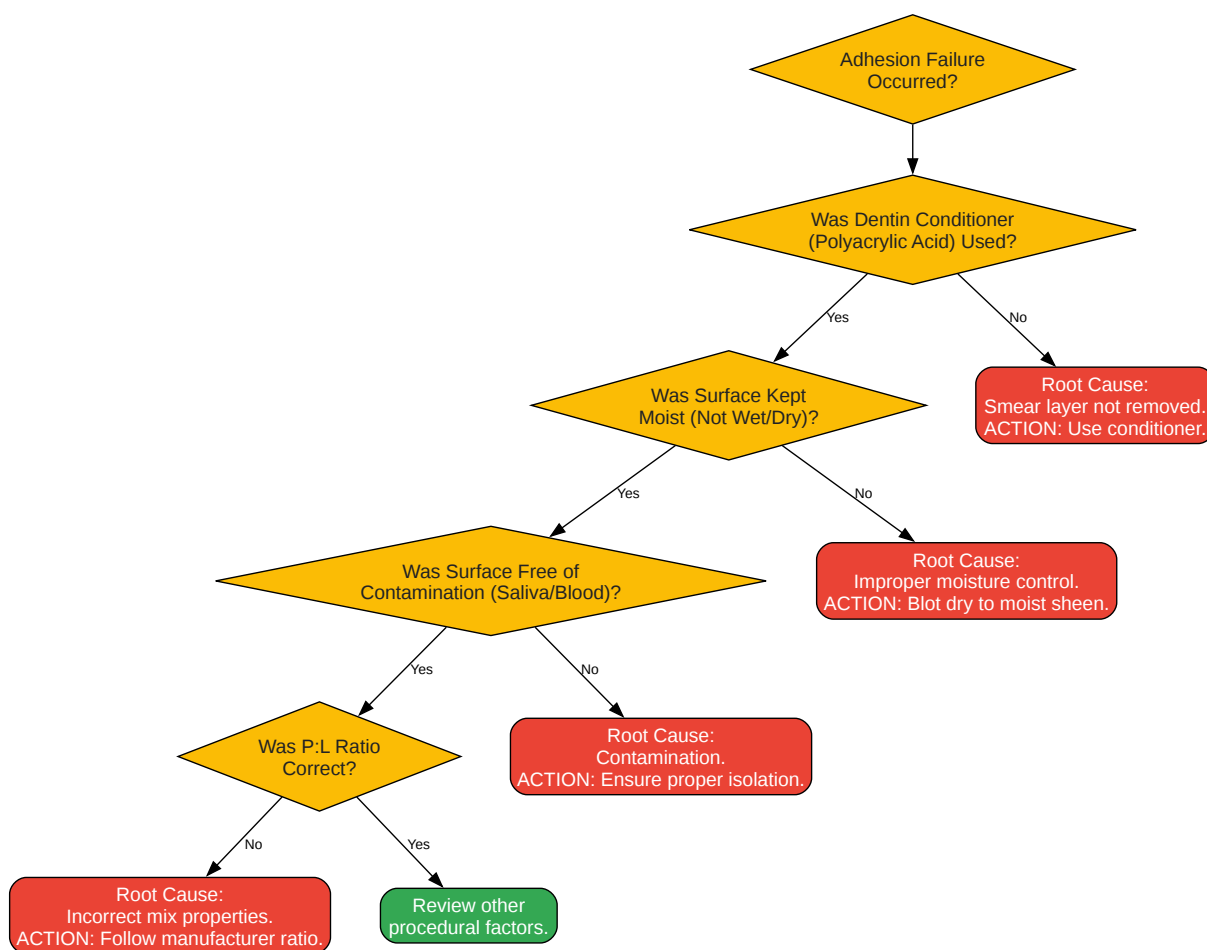 Adhesion Failure
Occurred?
Was Dentin Conditioner
(Polyacrylic Acid) Used?
Yes
No
Was Surface Kept
Moist (Not Wet/Dry)?
Root Cause:
Smear layer not removed.
ACTION: Use conditioner.
Yes
No
Was Surface Free of
Contamination (Saliva/Blood)?
Root Cause:
Improper moisture control.
ACTION: Blot dry to moist sheen.
Yes
No
Was P:L Ratio
Correct?
Root Cause:
Contamination.
ACTION: Ensure proper isolation.
No
Yes
Root Cause:
Incorrect mix properties.
ACTION: Follow manufacturer ratio.
Review other
procedural factors.